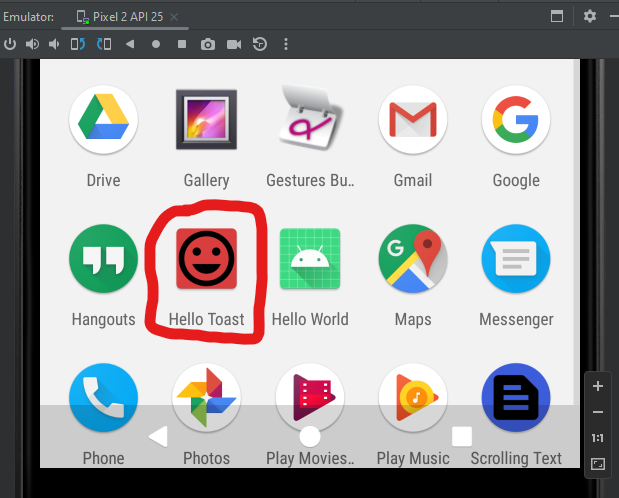 Emulator: Pixel 2 API 25
Drive Gallery Gestures Bu.. Gmail Google
Hangouts Hello Toast Hello World Maps Messenger
Phone Photos Play Movies.. Play Music Scrolling Text
1:1